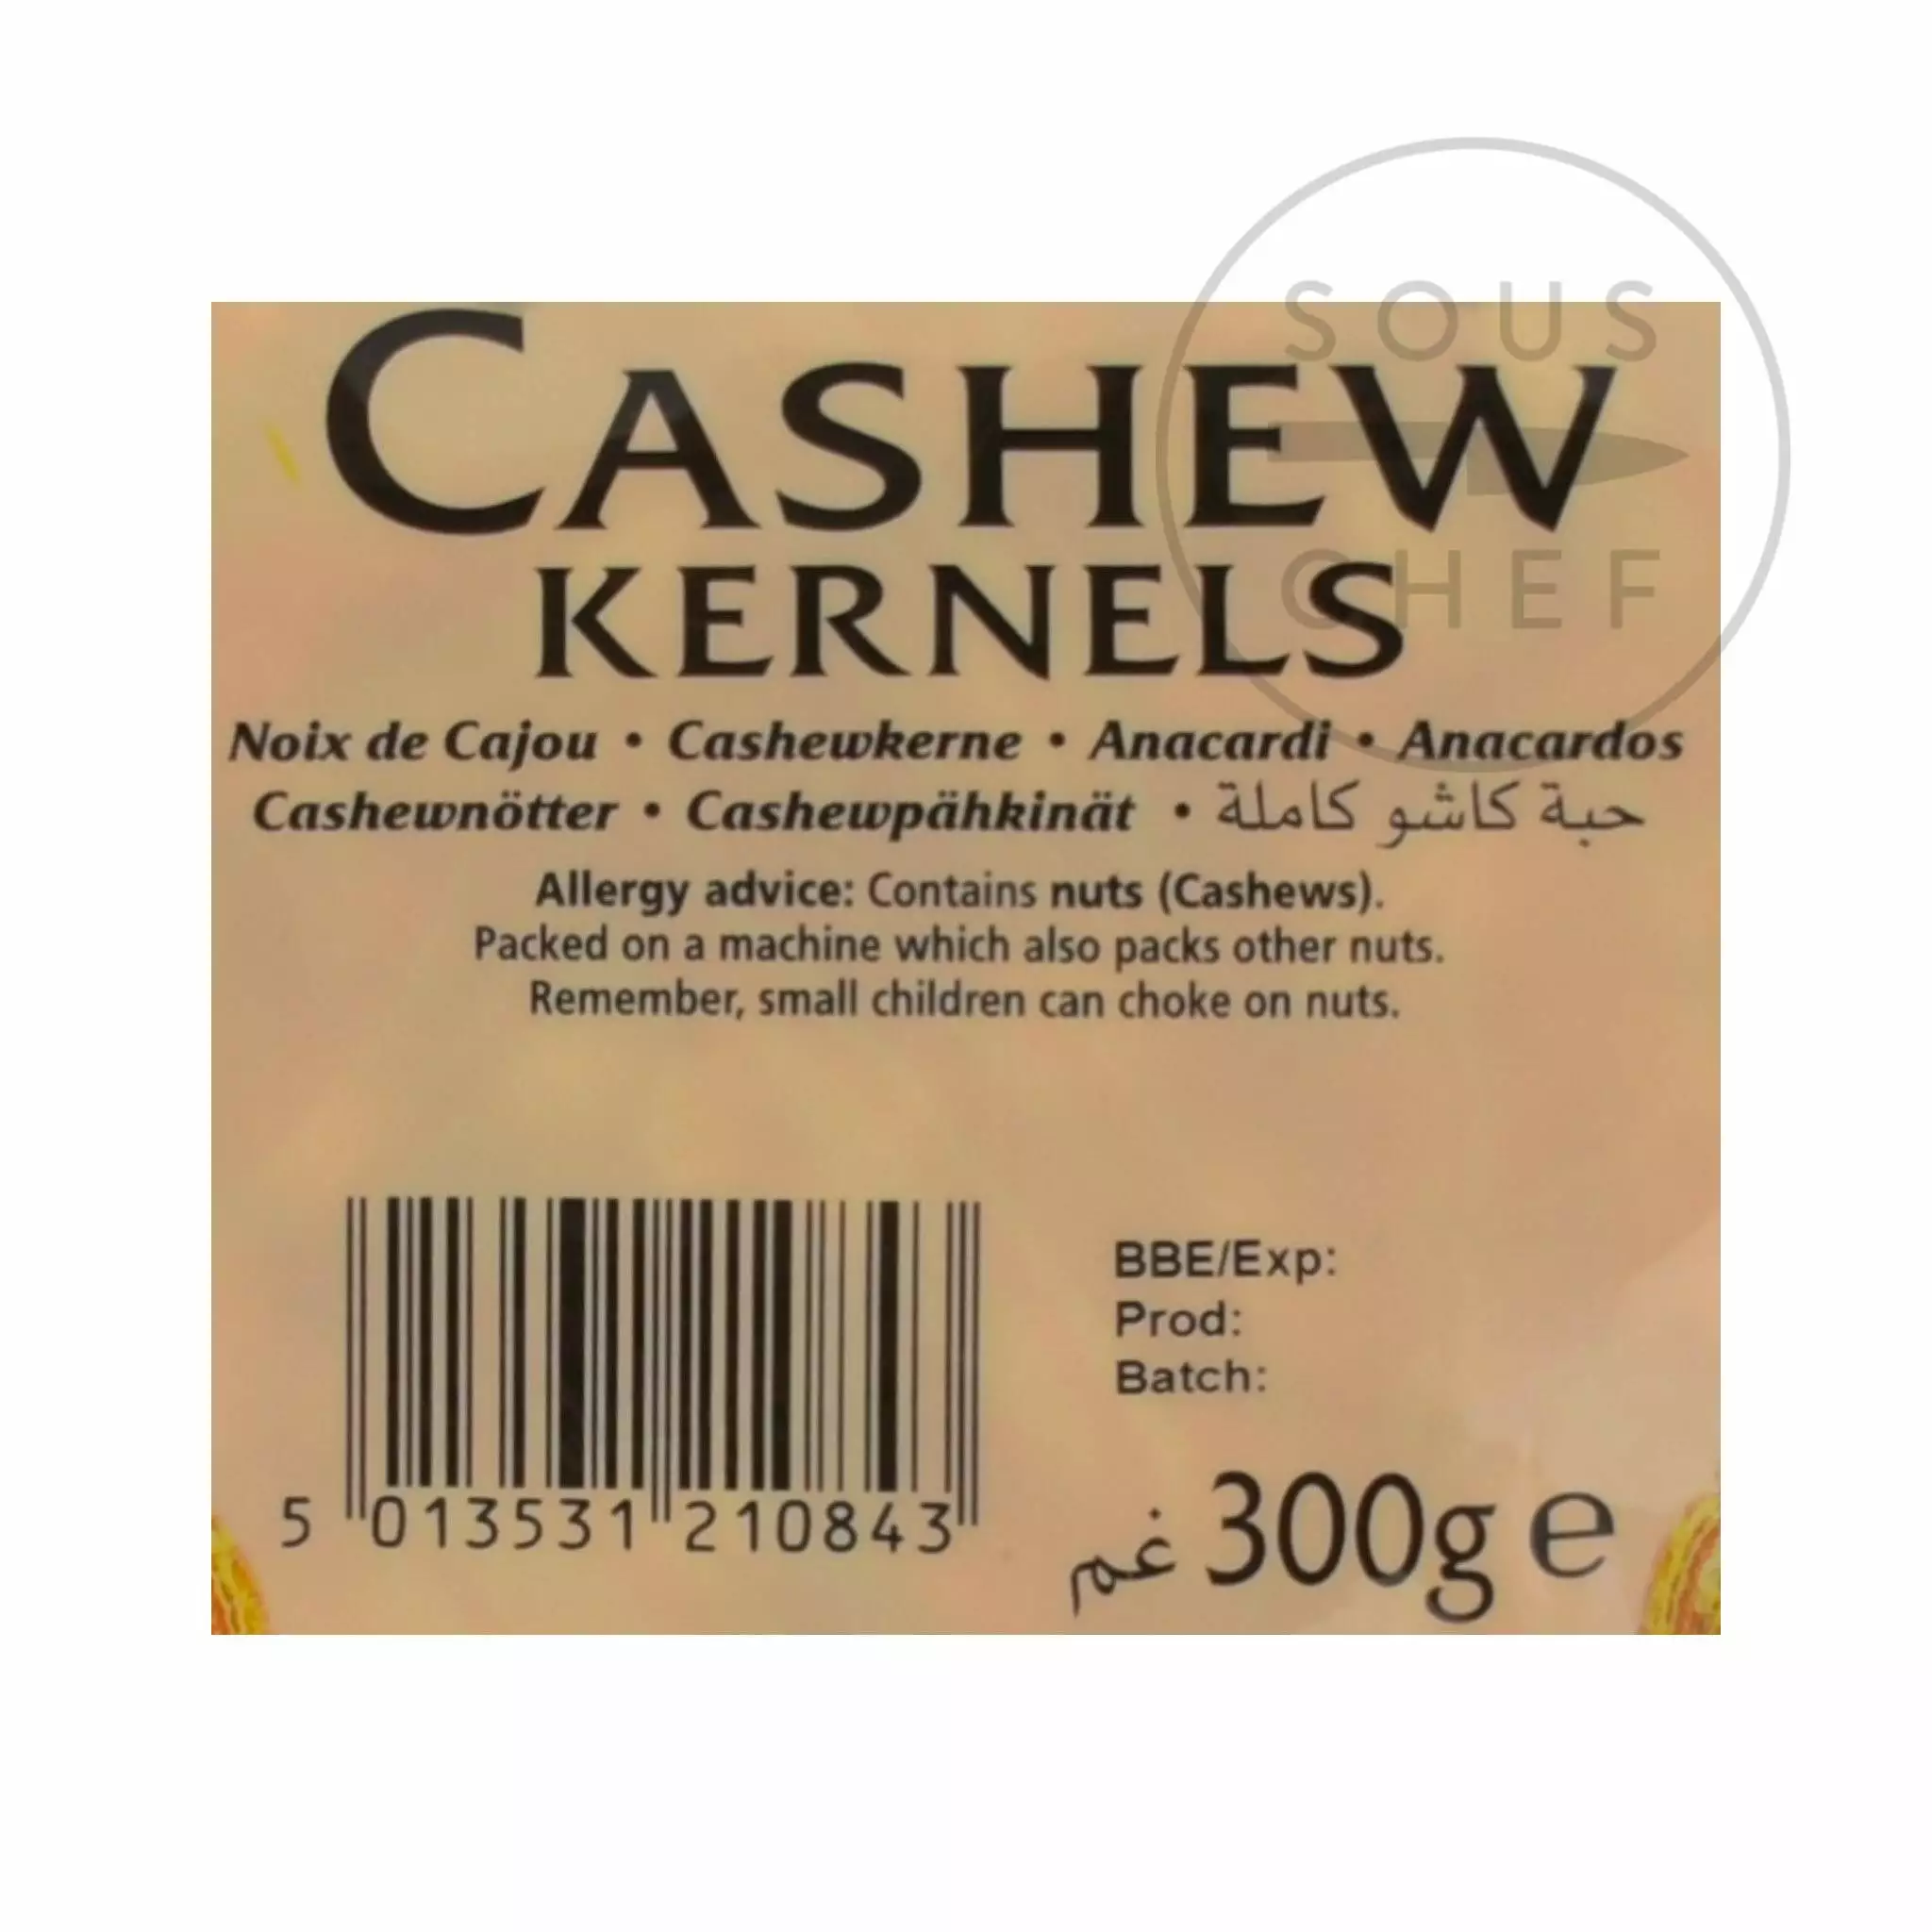 SOUS
CHEF
CASHEW
KERNELS
Noix de Cajou • Cashewkerne • Anacardi • Anacardos
Cashewnötter • Cashewpähkinät • حبة كاشو كاملة
Allergy advice: Contains nuts (Cashews).
Packed on a machine which also packs other nuts.
Remember, small children can choke on nuts.
BBE/Exp:
Prod:
Batch:
5 013531 210843
غم 300g e